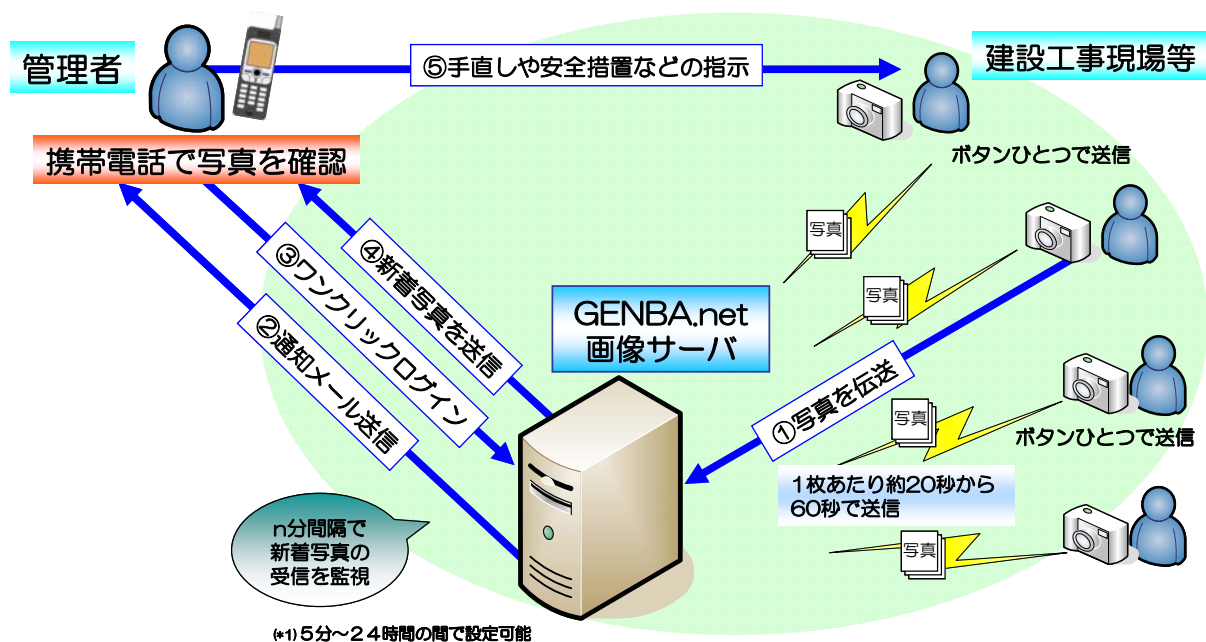 管理者
⑤手直しや安全措置などの指示
建設工事現場等
携帯電話で写真を確認
ボタンひとつで送信
写真
写真
④新着写真を送信
③ワンクリックログイン
②通知メール送信
GENBA.net
画像サーバ
①写真を伝送
写真
ボタンひとつで送信
1枚あたり約20秒から
60秒で送信
写真
n分間隔で
新着写真の
受信を監視
(*1)５分～２４時間の間で設定可能